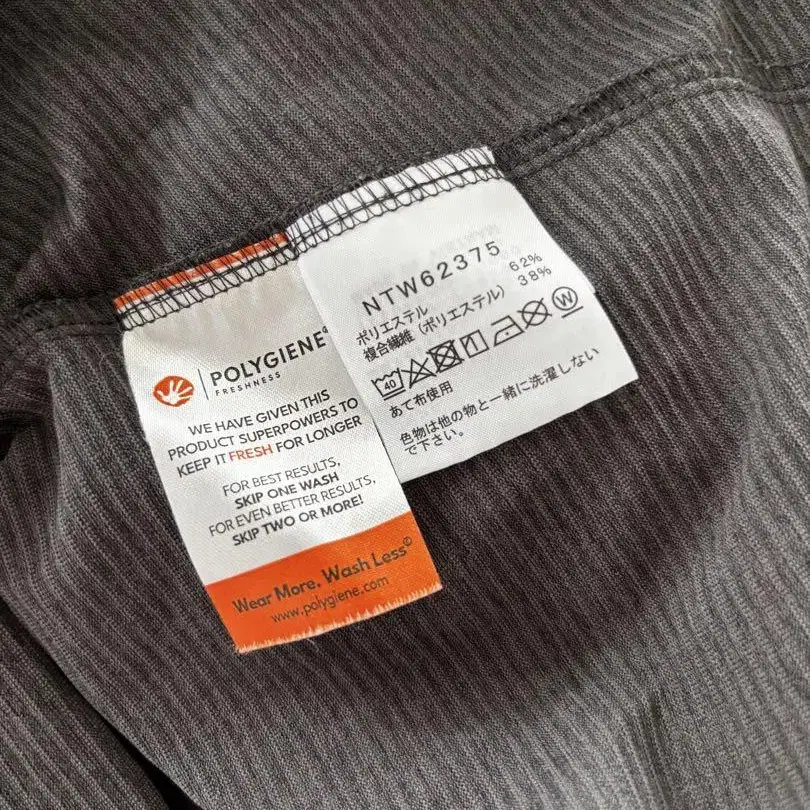 POLYGIENE®
FRESHNESS
WE HAVE GIVEN THIS
PRODUCT SUPERPOWERS TO
KEEP IT FRESH FOR LONGER
FOR BEST RESULTS,
SKIP ONE WASH
FOR EVEN BETTER RESULTS,
SKIP TWO OR MORE!
Wear More. Wash Less®
www.polygiene.com
NTW62375
ポリエステル 62%
複合繊維(ポリエステル) 38%
40 W
あて布使用
色物は他の物と一緒に洗濯しない
で下さい。